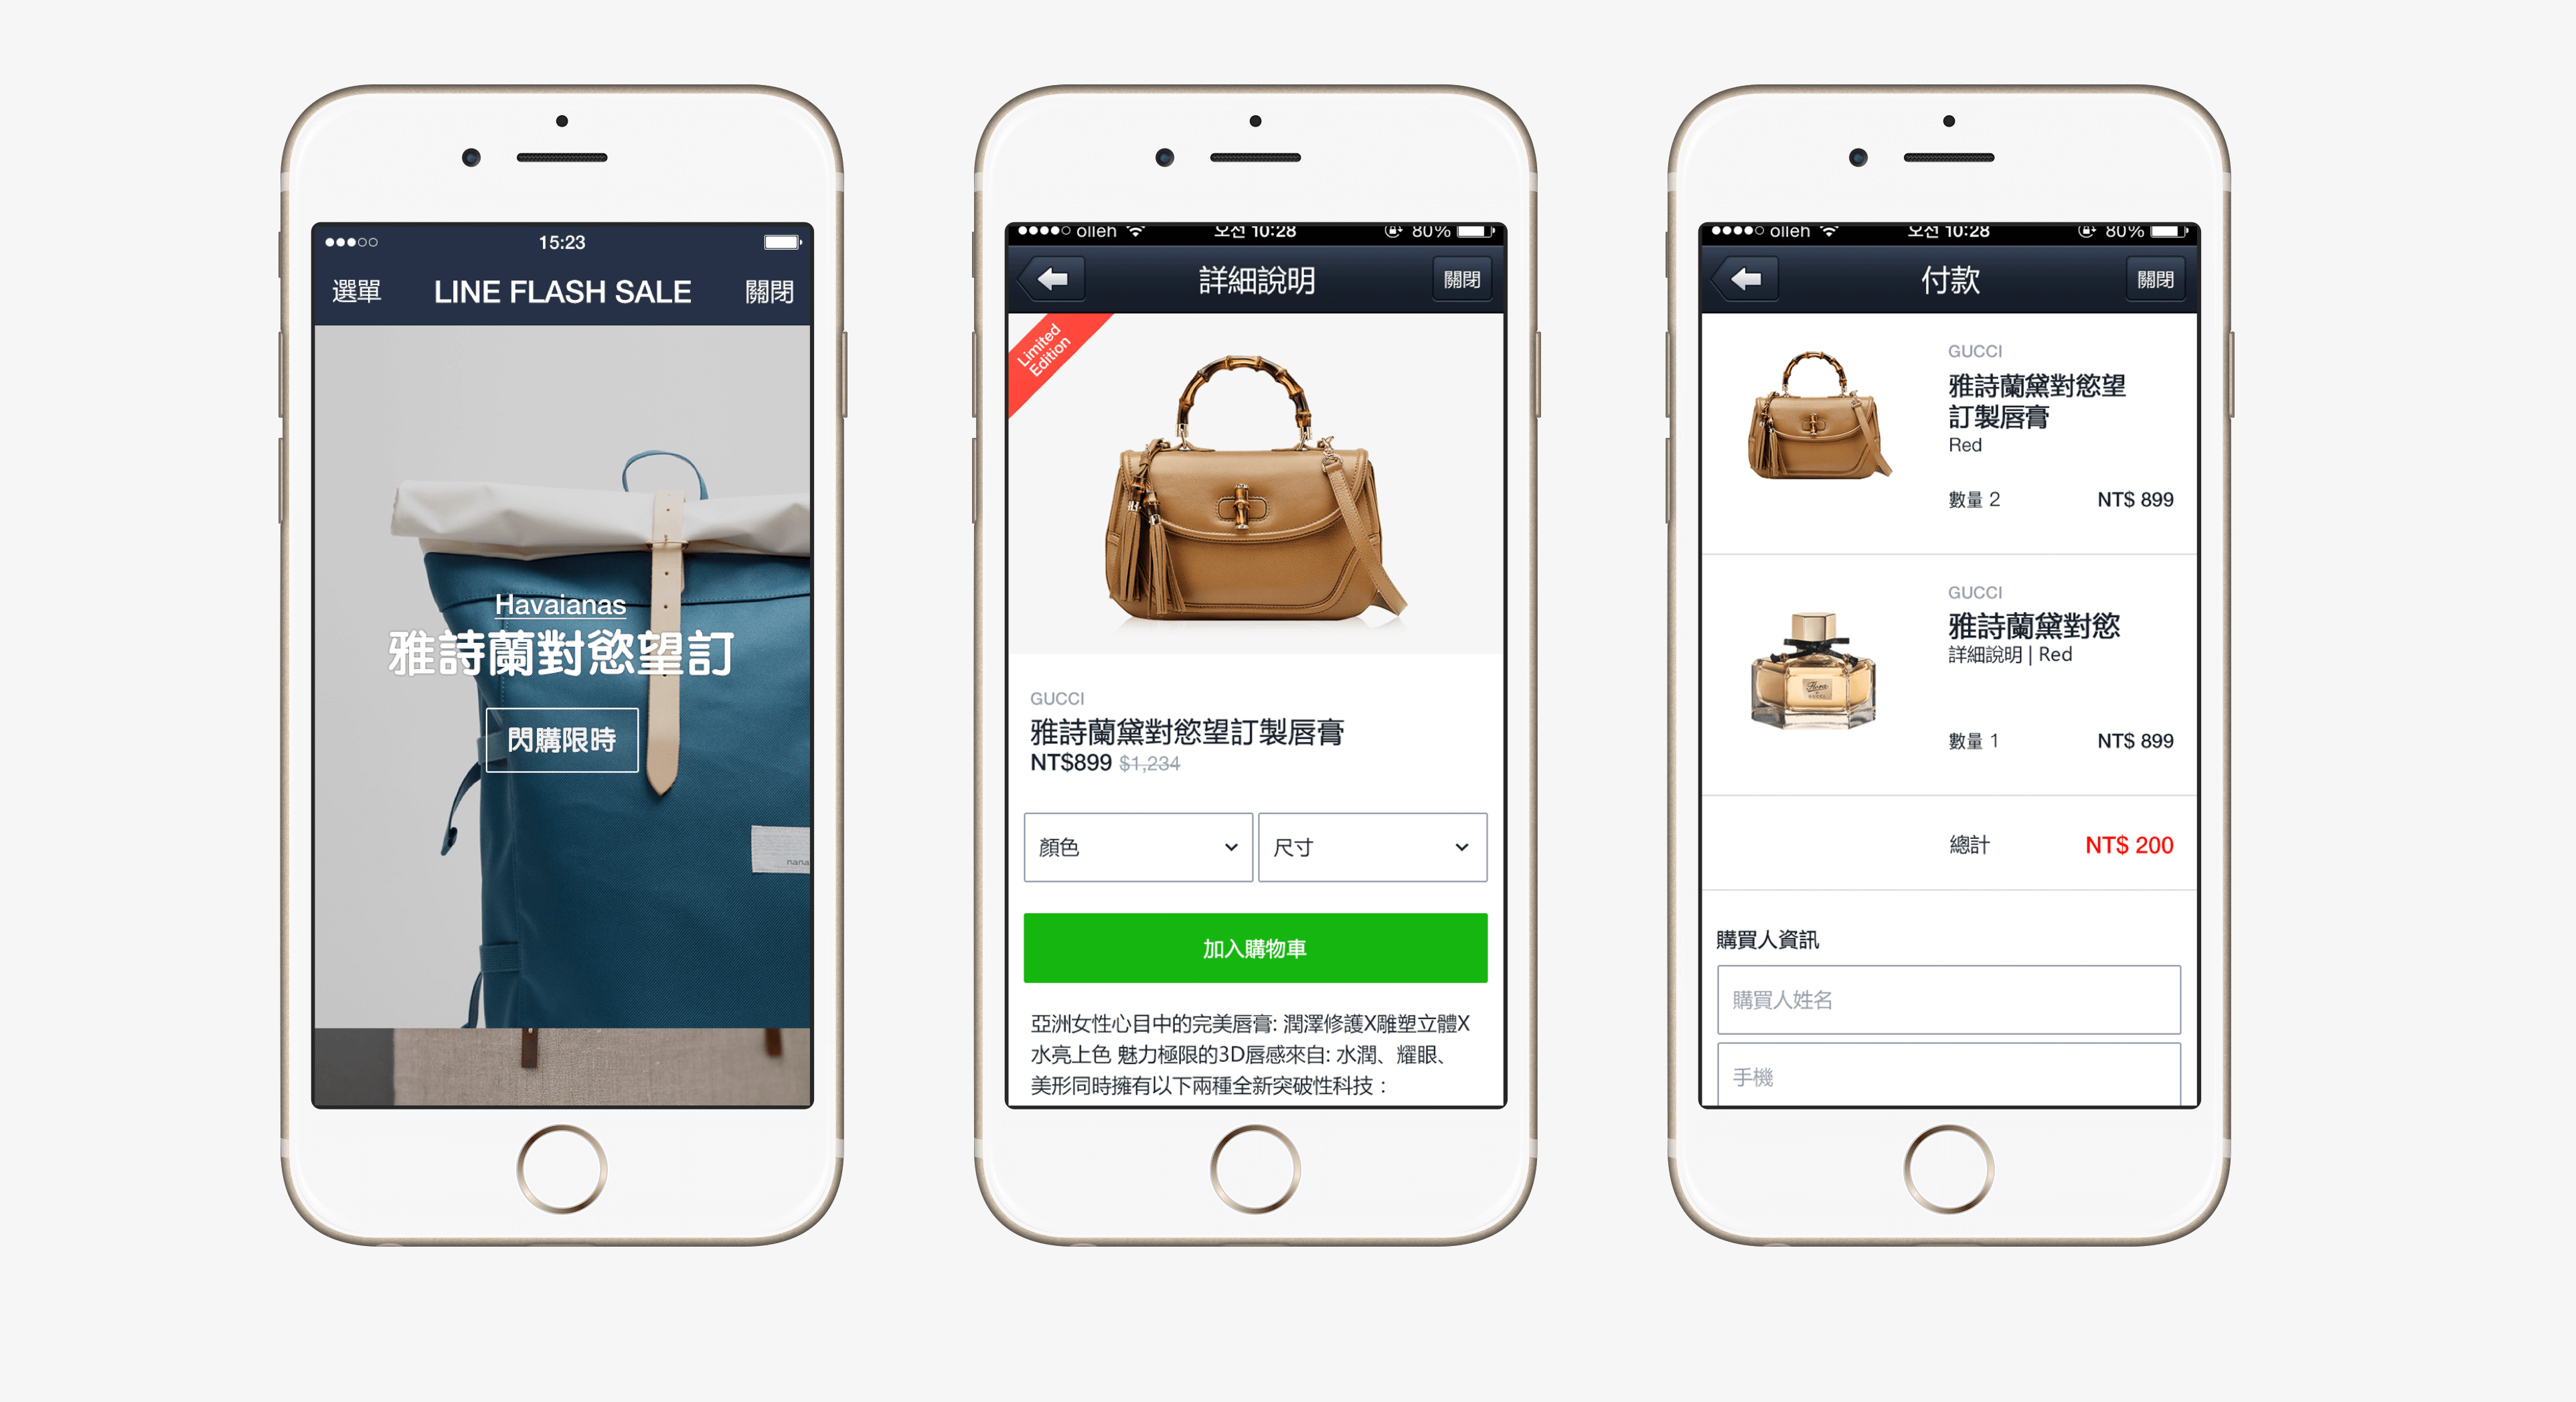 15:23
選單
LINE FLASH SALE
關閉
Havaianas
雅詩蘭對慾望訂
閃購限時
nana
olleh
오전 10:28
80%
詳細說明
關閉
Limited
Edition
GUCCI
雅詩蘭黛對慾望訂製唇膏
NT$899 $1,234
顏色
尺寸
加入購物車
亞洲女性心目中的完美唇膏: 潤澤修護X雕塑立體X
水亮上色 魅力極限的3D唇感來自: 水潤、耀眼、
美形同時擁有以下兩種全新突破性科技：
olleh
오전 10:28
80%
付款
關閉
GUCCI
雅詩蘭黛對慾望
訂製唇膏
Red
數量 2
NT$ 899
GUCCI
雅詩蘭黛對慾
詳細說明 | Red
Flora
GUCCI
數量 1
NT$ 899
總計
NT$ 200
購買人資訊
購買人姓名
手機